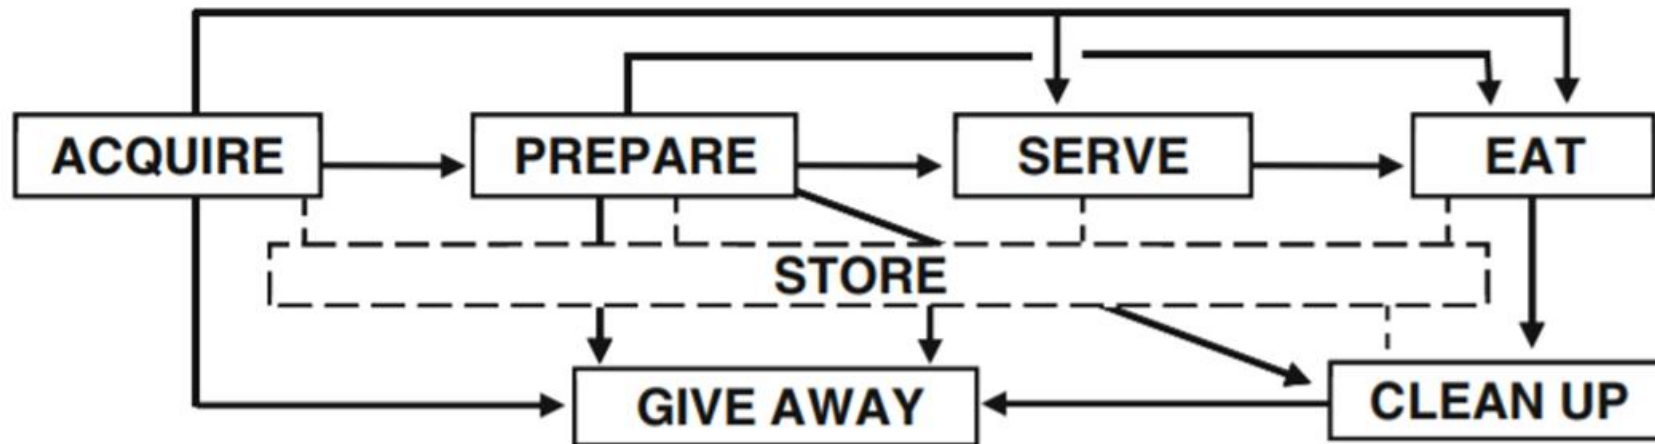 ACQUIRE
PREPARE
SERVE
EAT
STORE
GIVE AWAY
CLEAN UP